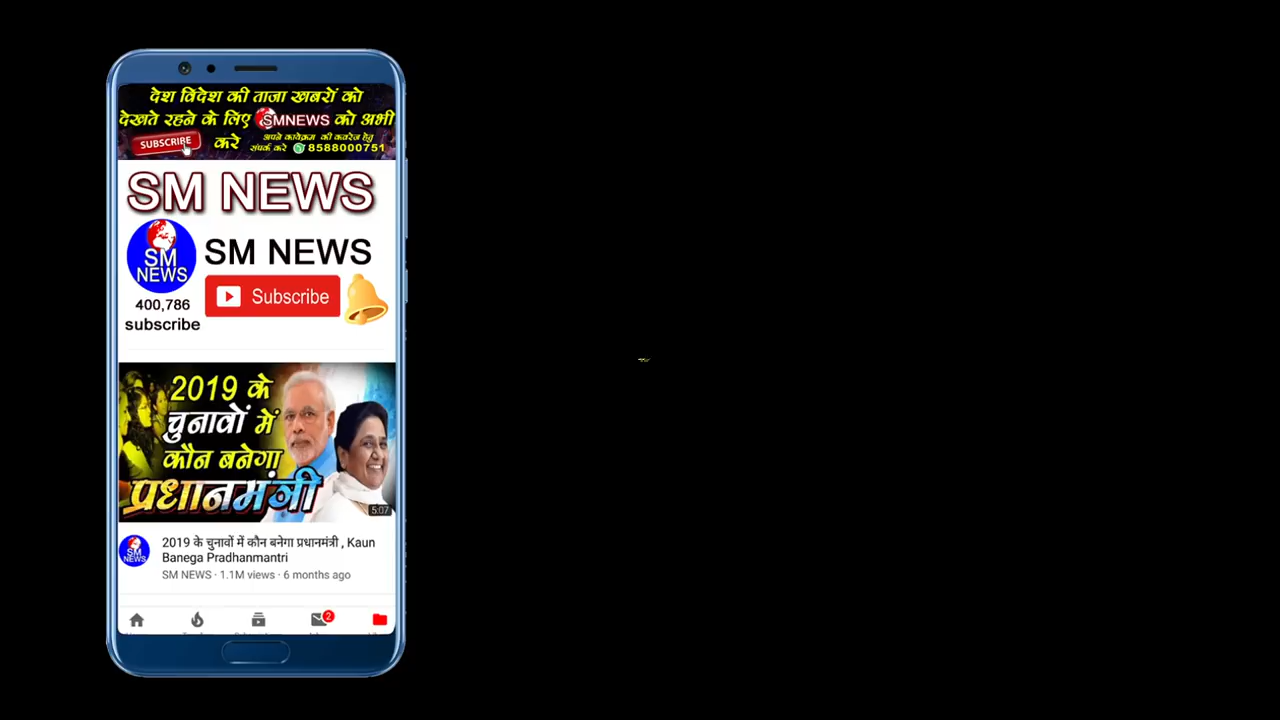 देश विदेश की ताजा खबरों को
देखते रहने के लिए SMNEWS को अभी
SUBSCRIBE करे
अपने कार्यक्रम की कवरेज हेतु
संपर्क करे 8588000751
SM NEWS
SM
NEWS
SM NEWS
Subscribe
400,786
subscribe
2019 के
चुनावों में
कौन बनेगा
प्रधानमंत्री
5:07
SM
NEWS
2019 के चुनावों में कौन बनेगा प्रधानमंत्री , Kaun
Banega Pradhanmantri
SM NEWS · 1.1M views · 6 months ago
2